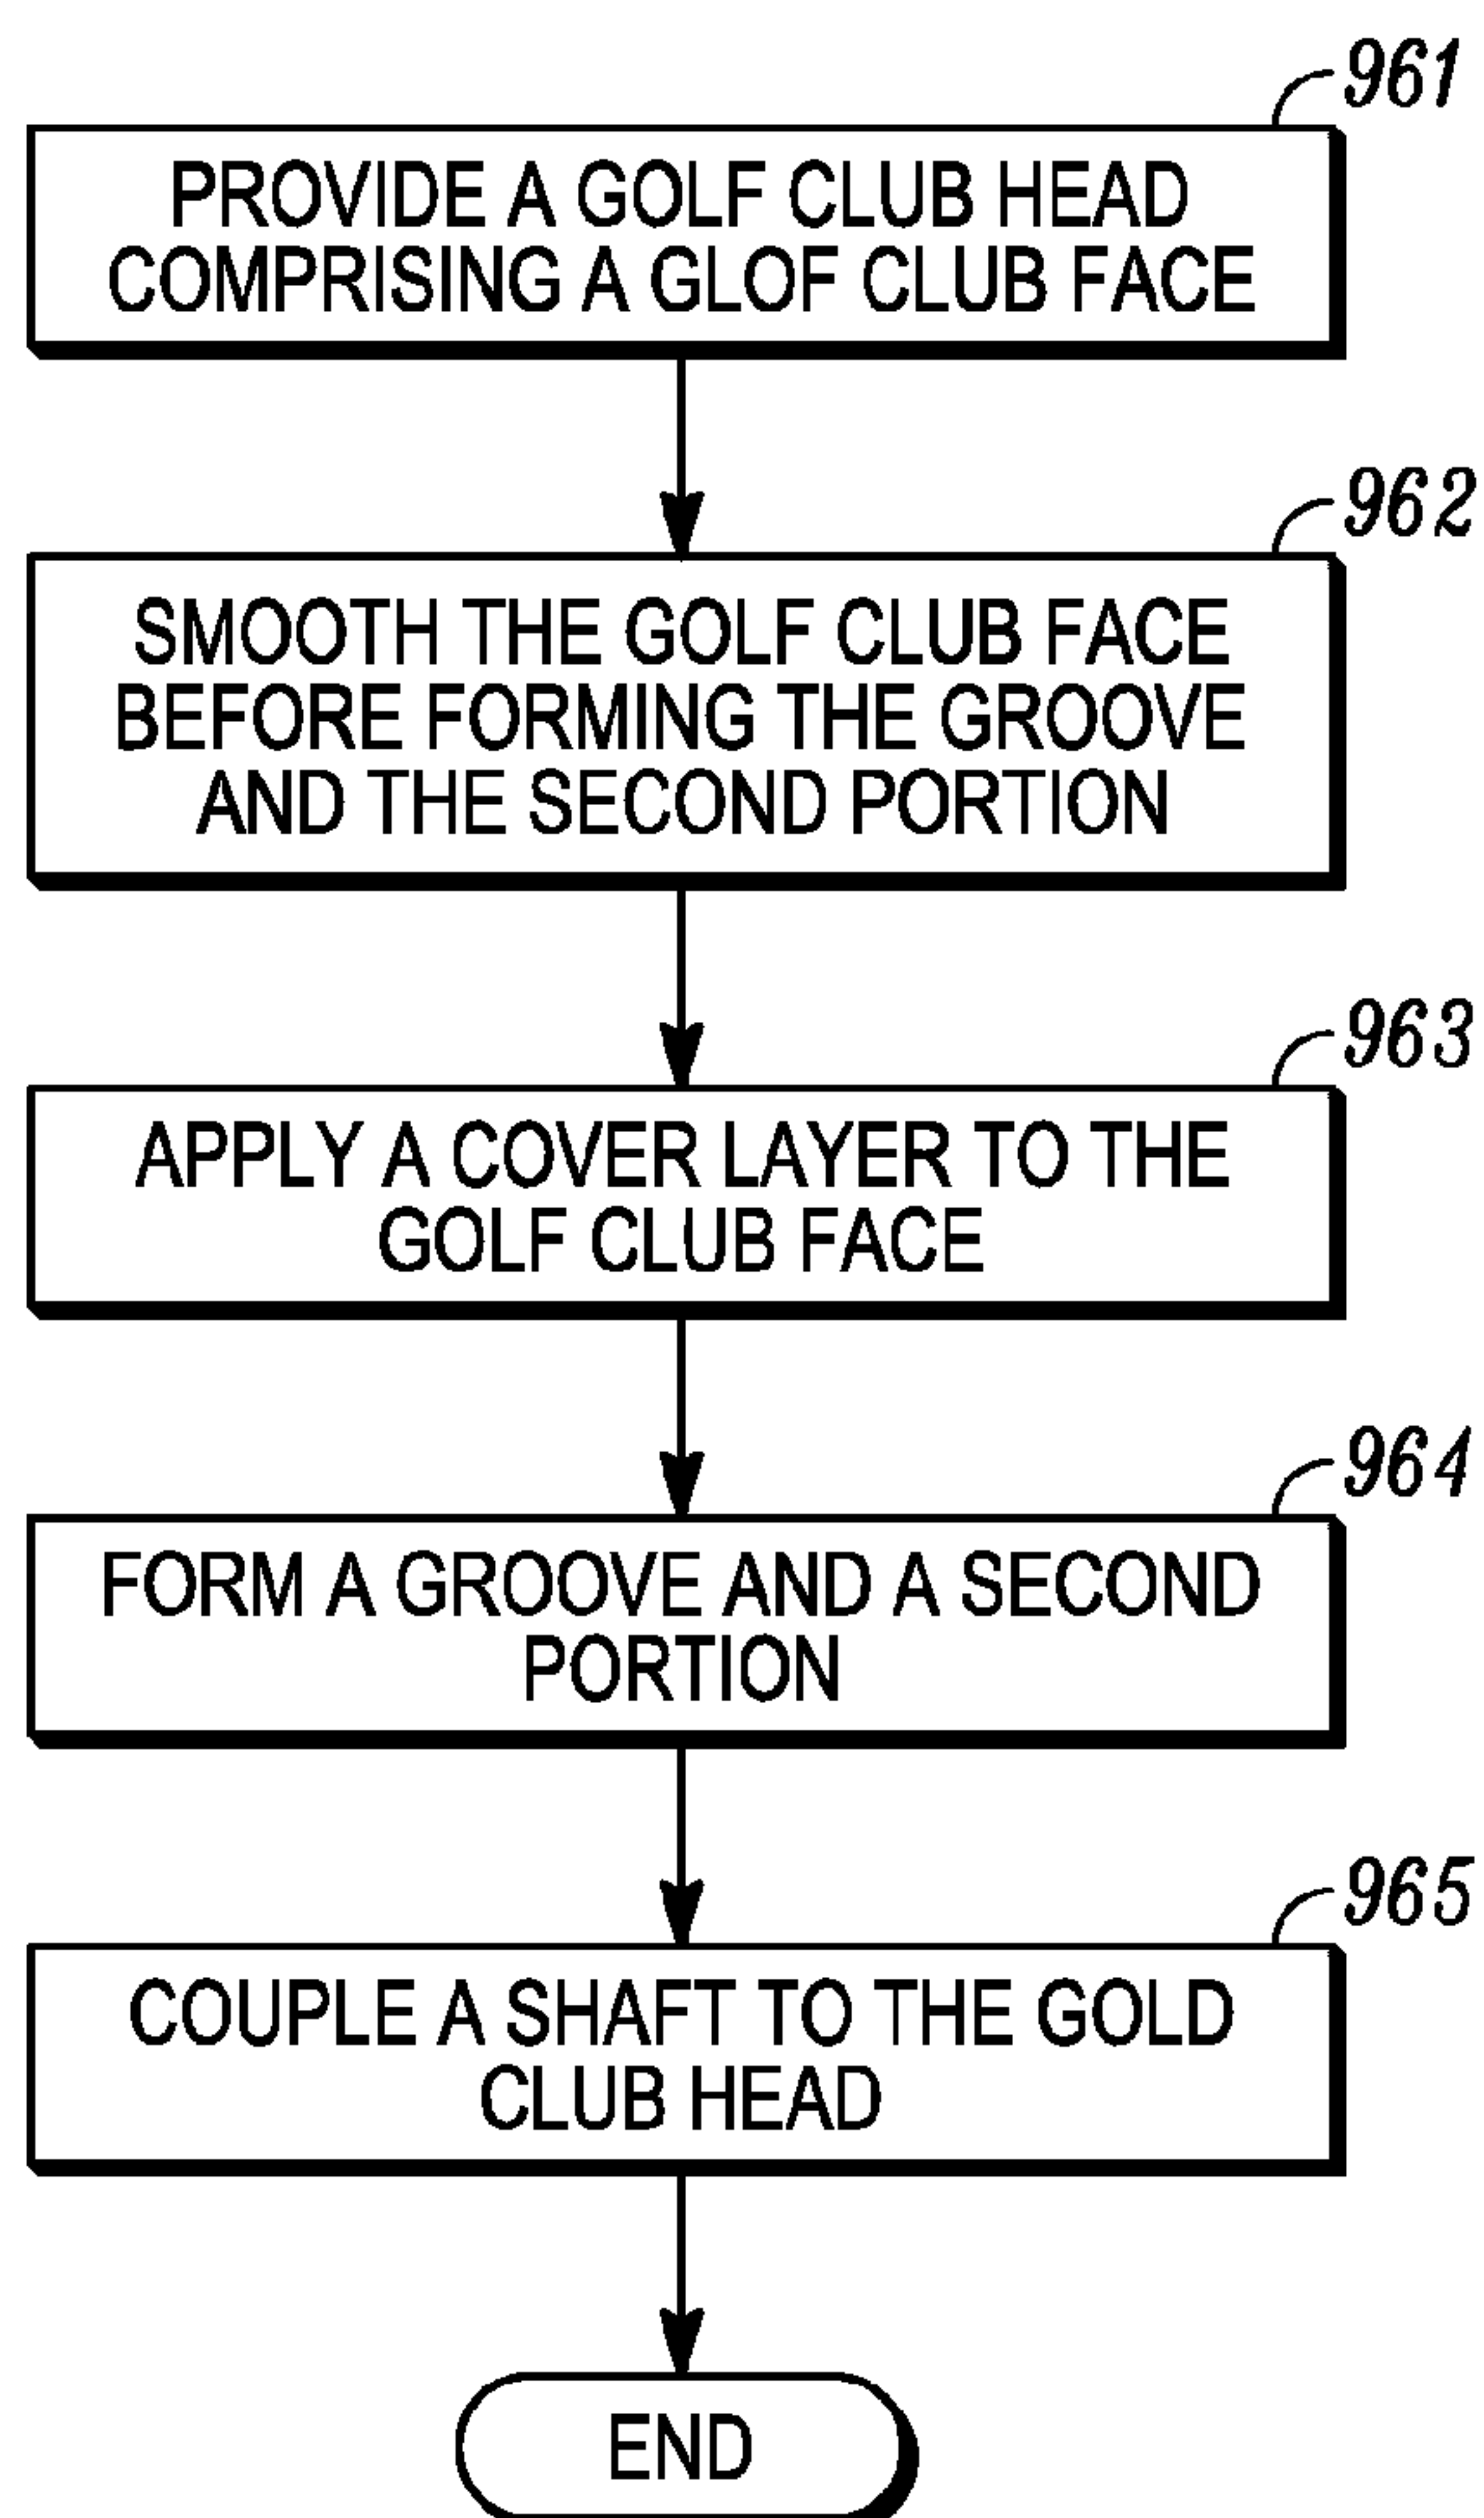 961
PROVIDE A GOLF CLUB HEAD
COMPRISING A GLOF CLUB FACE
962
SMOOTH THE GOLF CLUB FACE
BEFORE FORMING THE GROOVE
AND THE SECOND PORTION
963
APPLY A COVER LAYER TO THE
GOLF CLUB FACE
964
FORM A GROOVE AND A SECOND
PORTION
965
COUPLE A SHAFT TO THE GOLD
CLUB HEAD
END